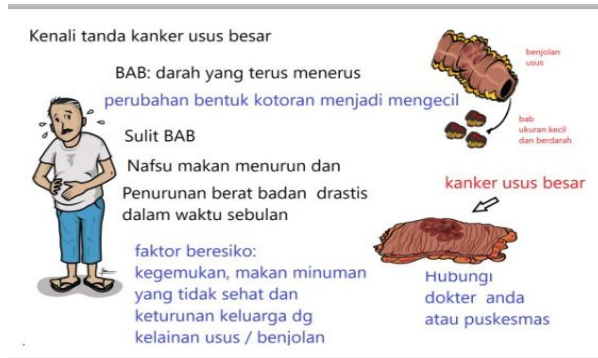 Kenali tanda kanker usus besar
BAB: darah yang terus menerus
perubahan bentuk kotoran menjadi mengecil
Sulit BAB
Nafsu makan menurun dan
Penurunan berat badan drastis
dalam waktu sebulan
faktor beresiko:
kegemukan, makan minuman
yang tidak sehat dan
keturunan keluarga dg
kelainan usus / benjolan
benjolan
usus
bab
ukuran kecil
dan berdarah
kanker usus besar
Hubungi
dokter anda
atau puskesmas